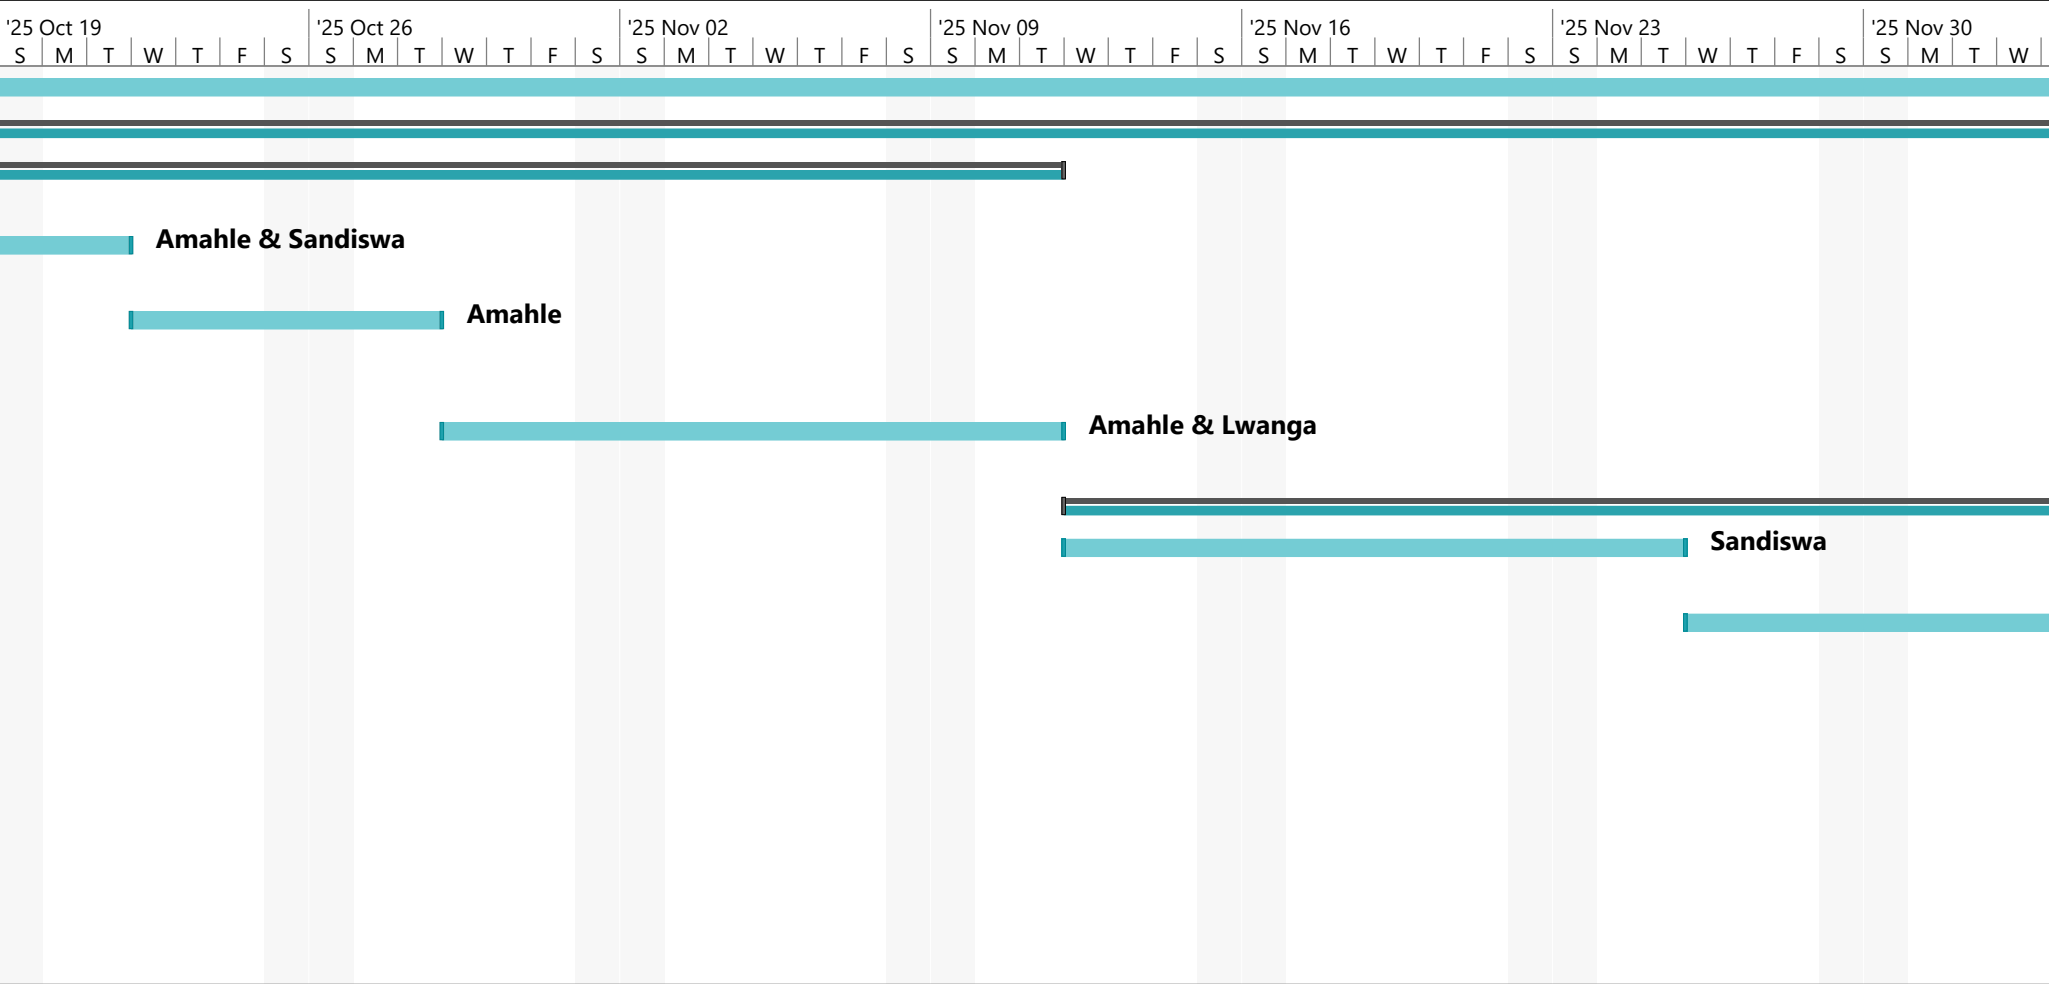 '25 Oct 19 '25 Oct 26 '25 Nov 02 '25 Nov 09 '25 Nov 16 '25 Nov 23 '25 Nov 30
S M T W T F S S M T W T F S S M T W T F S S M T W T F S S M T W T F S S M T W T F S S M T W
Amahle & Sandiswa
Amahle
Amahle & Lwanga
Sandiswa